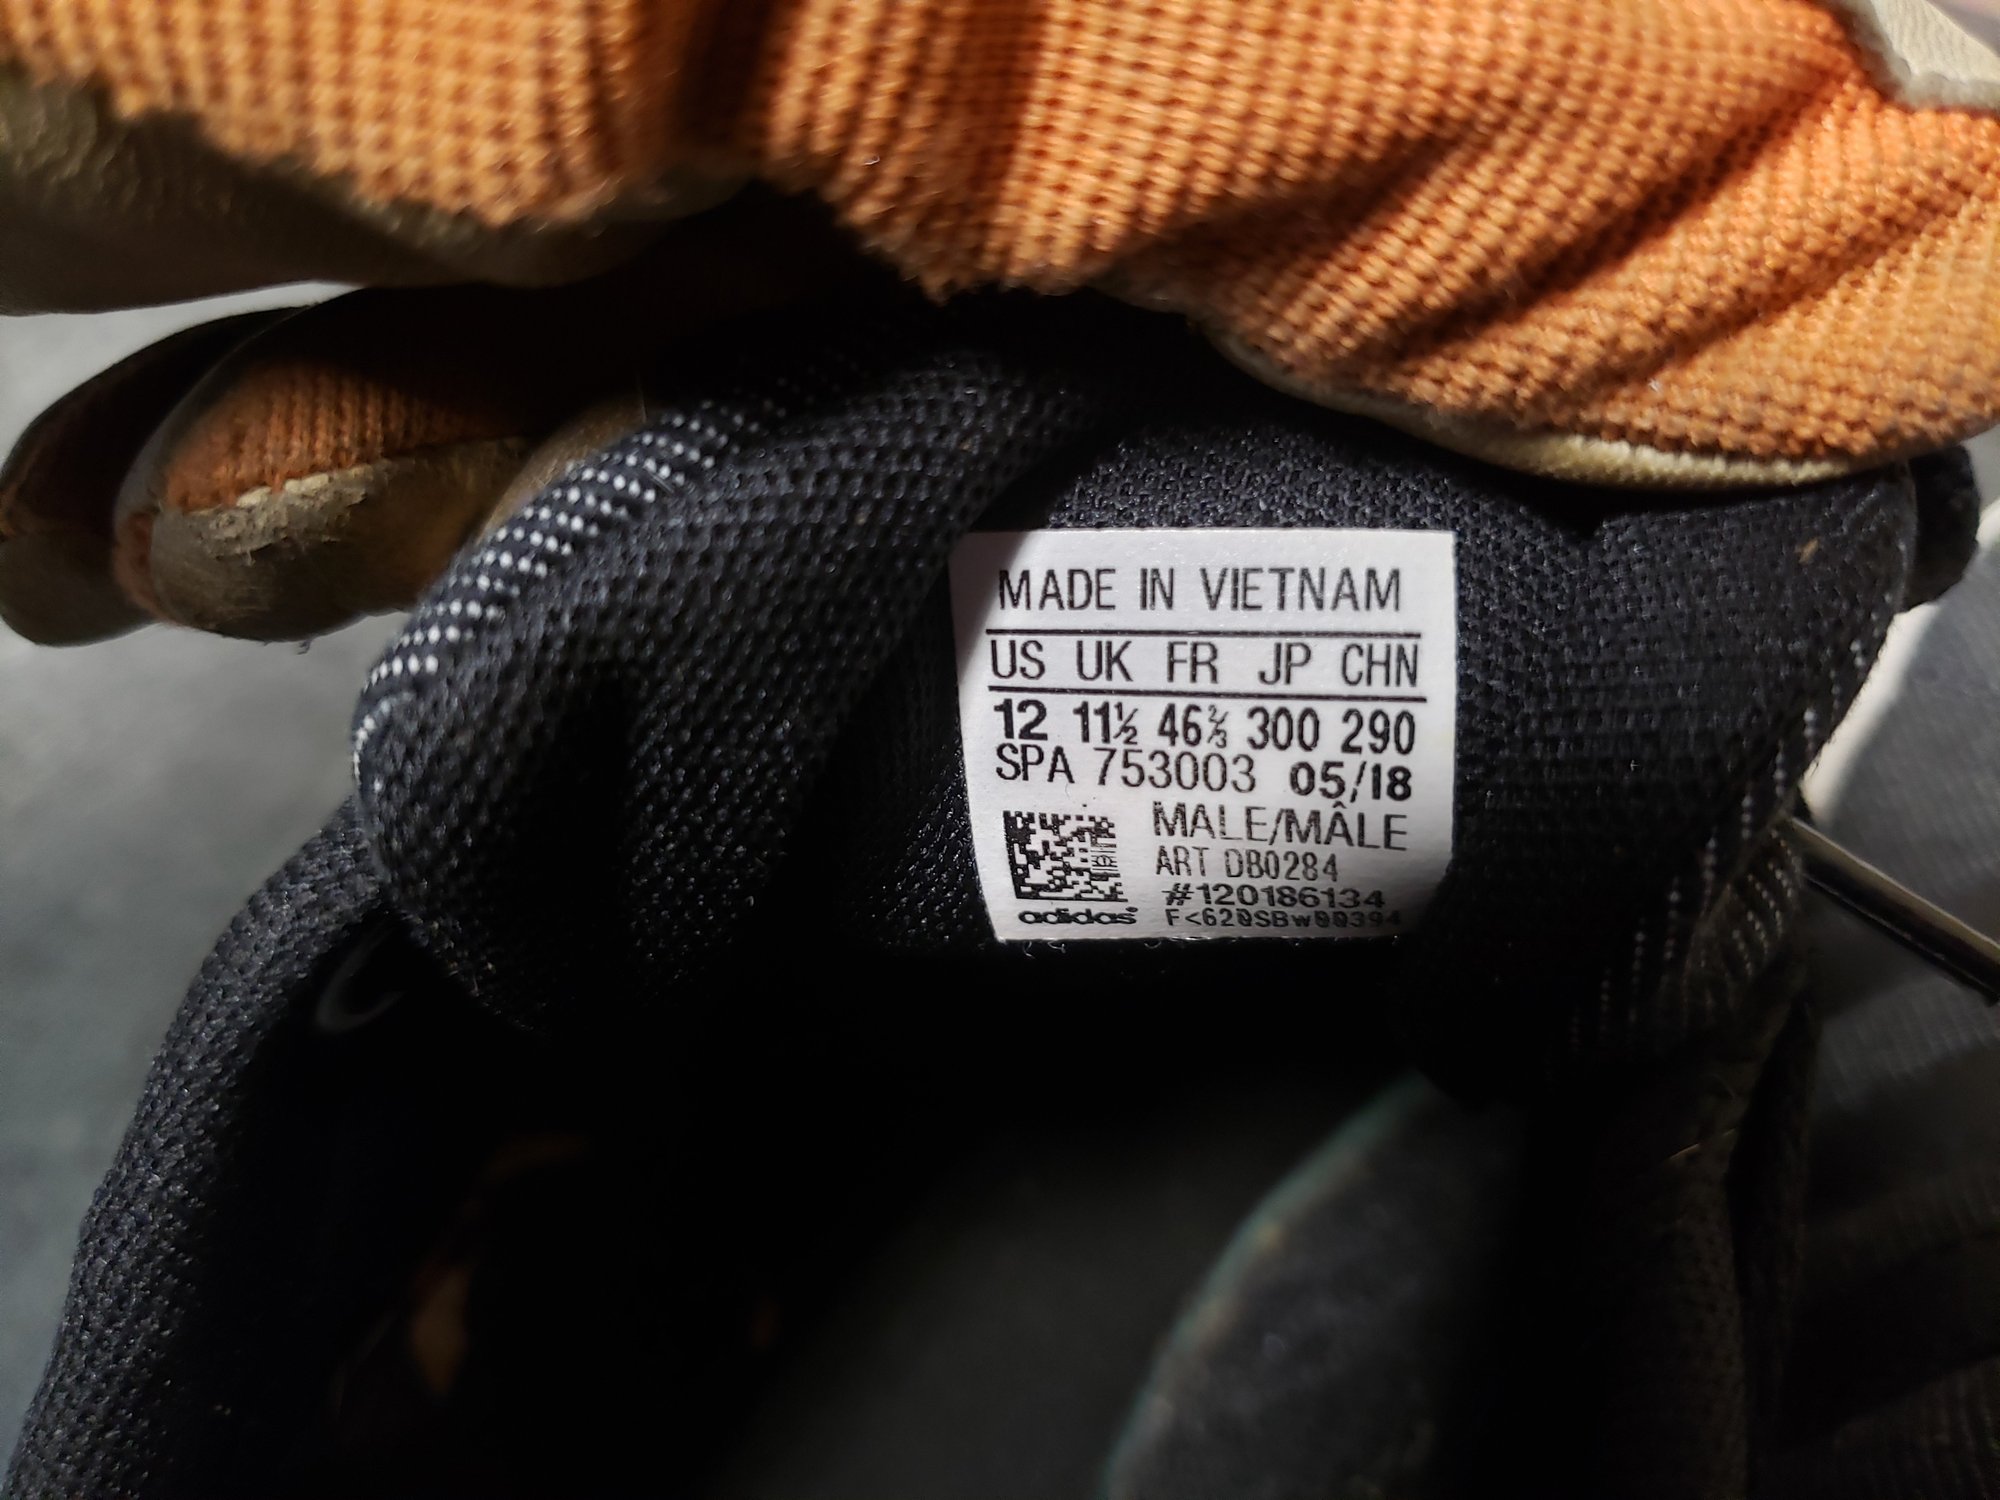 MADE IN VIETNAM
US UK FR JP CHN
12 11½ 46⅔ 300 290
SPA 753003 05/18
MALE/MÂLE
ART DB0284
#120186134
adidas® F<620SBw00394